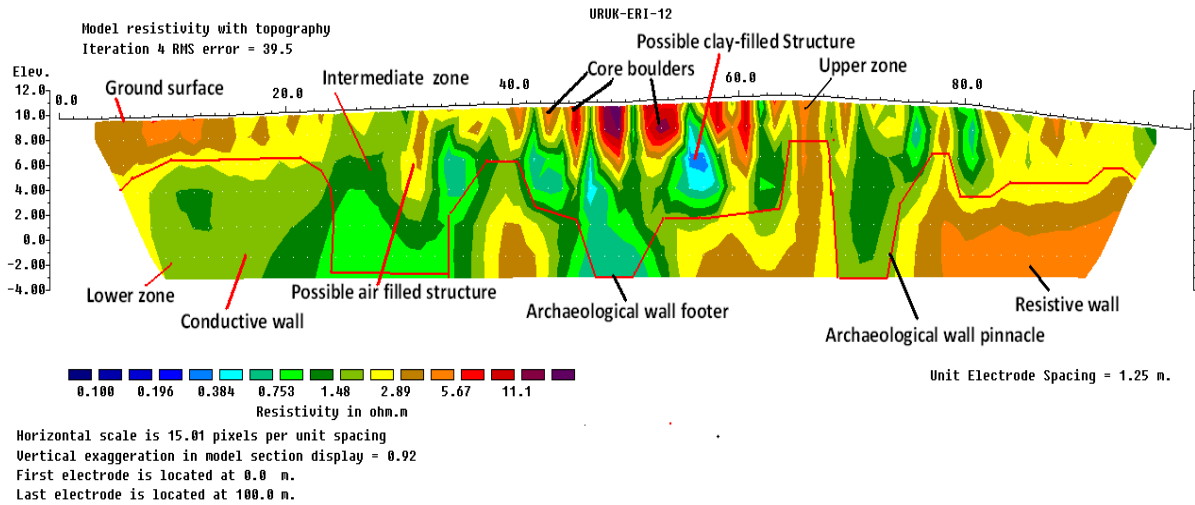 URUK-ERI-12
Model resistivity with topography
Iteration 4 RMS error = 39.5
Possible clay-filled Structure
Elev.
Ground surface
Intermediate zone
Core boulders
Upper zone
0.0 20.0 40.0 60.0 80.0
12.0
10.0
8.00
6.00
4.00
2.00
0.0
-2.00
-4.00
Lower zone
Conductive wall
Possible air filled structure
Archaeological wall footer
Archaeological wall pinnacle
Resistive wall
0.100 0.196 0.384 0.753 1.48 2.89 5.67 11.1
Resistivity in ohm.m
Unit Electrode Spacing = 1.25 m.
Horizontal scale is 15.01 pixels per unit spacing
Vertical exaggeration in model section display = 0.92
First electrode is located at 0.0 m.
Last electrode is located at 100.0 m.